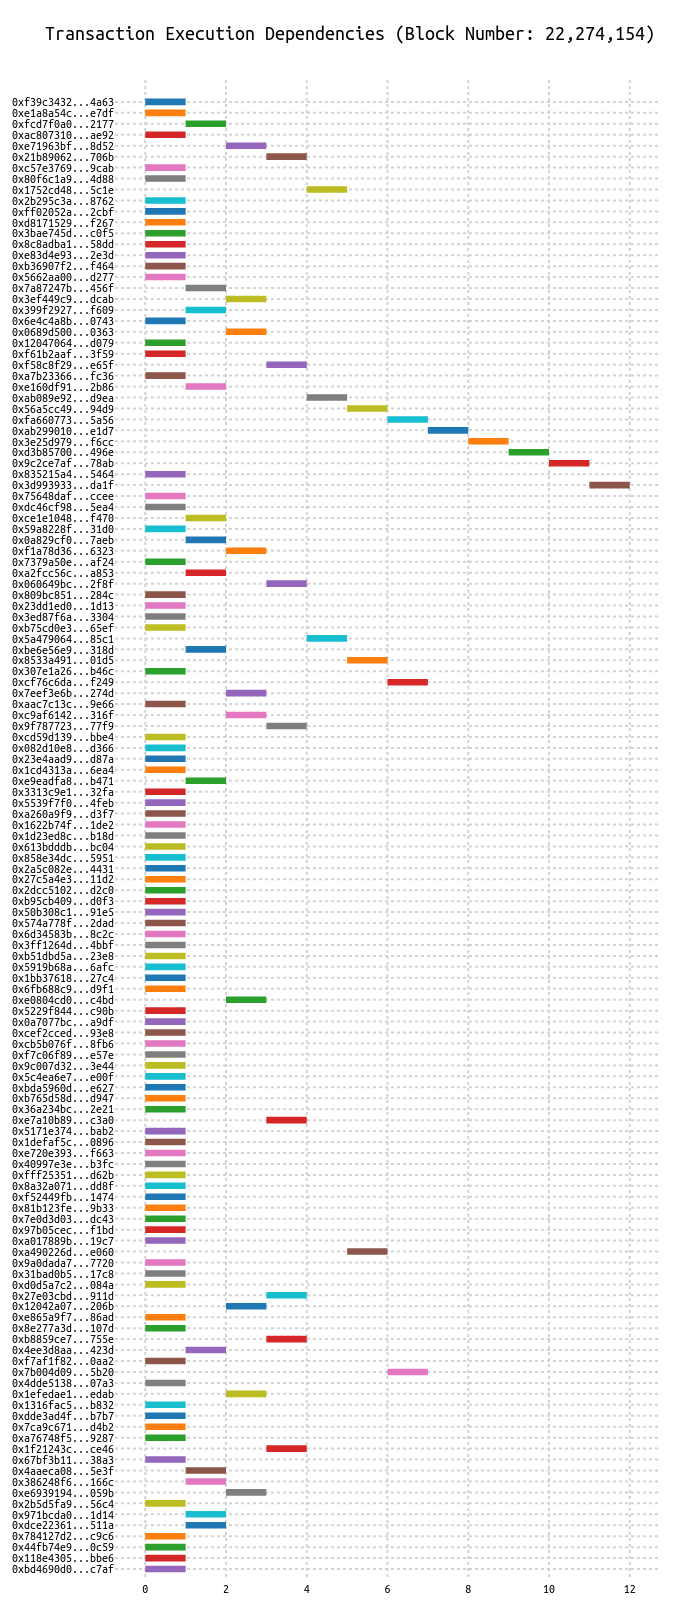 Transaction Execution Dependencies (Block Number: 22,274,154)
0xf39c3432...4a63
0xe1a8a54c...e7df
0xfcd7f0a0...2177
0xac807310...ae92
0xe71963bf...8d52
0x21b89062...706b
0xc57e3769...9cab
0x80f6c1a9...4d88
0x1752cd48...5c1e
0x2b295c3a...8762
0xff02052a...2cbf
0xd8171529...f267
0x3bae745d...c0f5
0x8c8adba1...58dd
0xe83d4e93...2e3d
0xb36907f2...f464
0x5662aa00...d277
0x7a87247b...456f
0x3ef449c9...dcab
0x399f2927...f609
0x6e4c4a8b...0743
0x0689d500...0363
0x12047064...d079
0xf61b2aaf...3f59
0xf58c8f29...e65f
0xa7b23366...fc36
0xe160df91...2b86
0xab089e92...d9ea
0x56a5cc49...94d9
0xfa660773...5a56
0xab299010...e1d7
0x3e25d979...f6cc
0xd3b85700...496e
0x9c2ce7af...78ab
0x835215a4...5464
0x3d993933...da1f
0x75648daf...ccee
0xdc46cf98...5ea4
0xce1e1048...f470
0x59a8228f...31d0
0x0a829cf0...7aeb
0xf1a78d36...6323
0x7379a50e...af24
0xa2fcc56c...a853
0x060649bc...2f8f
0x809bc851...284c
0x23dd1ed0...1d13
0x3ed87f6a...3304
0xb75cd0e3...65ef
0x5a479064...85c1
0xbe6e56e9...318d
0x8533a491...01d5
0x307e1a26...b46c
0xcf76c6da...f249
0x7eef3e6b...274d
0xaac7c13c...9e66
0xc9af6142...316f
0x9f787723...77f9
0xcd59d139...bbe4
0x082d10e8...d366
0x23e4aad9...d87a
0x1cd4313a...6ea4
0xe9eadfa8...b471
0x3313c9e1...32fa
0x5539f7f0...4feb
0xa260a9f9...d3f7
0x1622b74f...1de2
0x1d23ed8c...b18d
0x613bdddb...bc04
0x858e34dc...5951
0x2a5c082e...4431
0x27c5a4e3...11d2
0x2dcc5102...d2c0
0xb95cb409...d0f3
0x50b308c1...91e5
0x574a778f...2dad
0x6d34583b...8c2c
0x3ff1264d...4bbf
0xb51dbd5a...23e8
0x5919b68a...6afc
0x1bb37618...27c4
0x6fb688c9...d9f1
0xe0804cd0...c4bd
0x5229f844...c90b
0x0a7077bc...a9df
0xcef2cced...93e8
0xcb5b076f...8fb6
0xf7c06f89...e57e
0x9c007d32...3e44
0x5c4ea6e7...e00f
0xbda5960d...e627
0xb765d58d...d947
0x36a234bc...2e21
0xe7a10b89...c3a0
0x5171e374...bab2
0x1defaf5c...0896
0xe720e393...f663
0x40997e3e...b3fc
0xfff25351...d62b
0x8a32a071...dd8f
0xf52449fb...1474
0x81b123fe...9b33
0x7e0d3d03...dc43
0x97b05cec...f1bd
0xa017889b...19c7
0xa490226d...e060
0x9a0dada7...7720
0x31bad0b5...17c8
0xd0d5a7c2...084a
0x27e03cbd...911d
0x12042a07...206b
0xe865a9f7...86ad
0x8e277a3d...107d
0xb8859ce7...755e
0x4ee3d8aa...423d
0xf7af1f82...0aa2
0x7b004d09...5b20
0x4dde5138...07a3
0x1efedae1...edab
0x1316fac5...b832
0xdde3ad4f...b7b7
0x7ca9c671...d4b2
0xa76748f5...9287
0x1f21243c...ce46
0x67bf3b11...38a3
0x4aaeca08...5e3f
0x386248f6...166c
0xe6939194...059b
0x2b5d5fa9...56c4
0x971bcda0...1d14
0xdce22361...511a
0x784127d2...c9c6
0x44fb74e9...0c59
0x118e4305...bbe6
0xbd4690d0...c7af
0 2 4 6 8 10 12